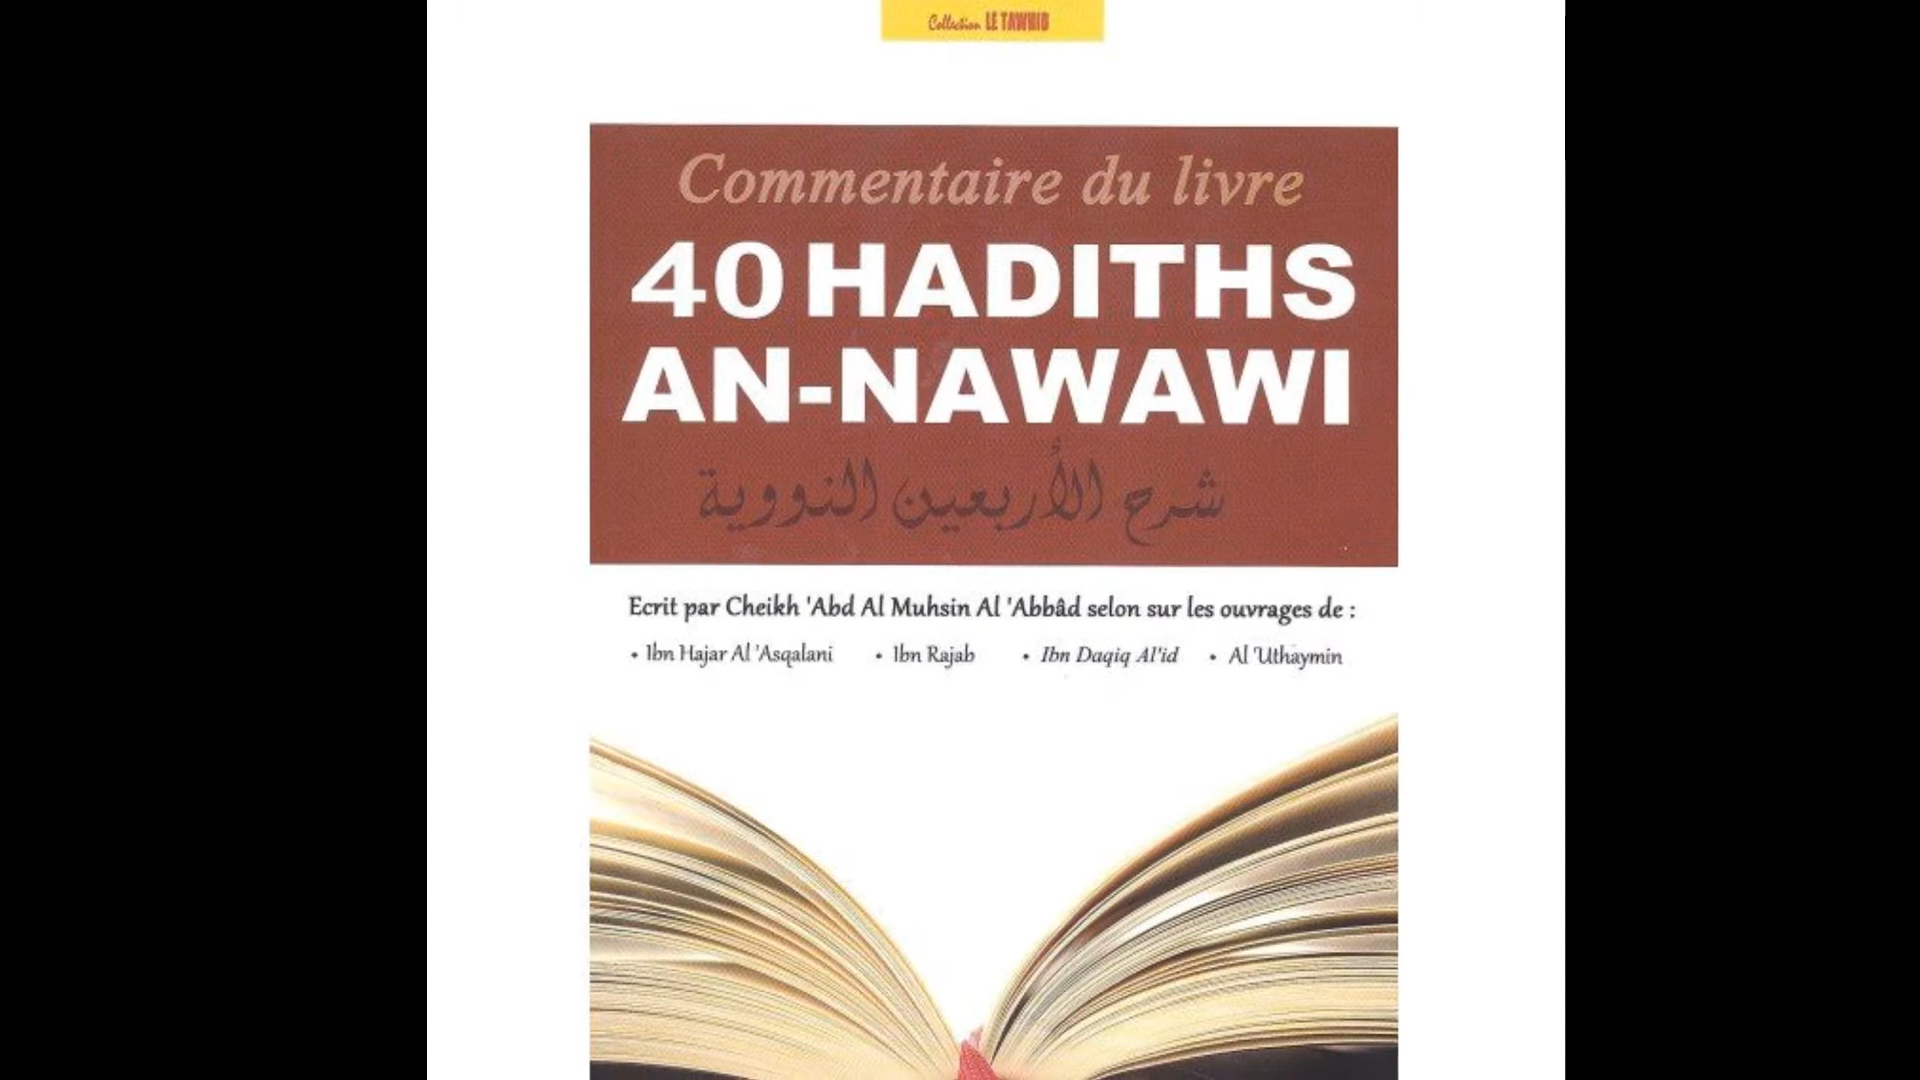 Collection LE TAWHID
Commentaire du livre
40 HADITHS
AN-NAWAWI
شرح الأربعين النووية
Ecrit par Cheikh 'Abd Al Muhsin Al 'Abbâd selon sur les ouvrages de :
• Ibn Hajar Al 'Asqalani • Ibn Rajab • Ibn Daqiq Al'id • Al 'Uthaymin